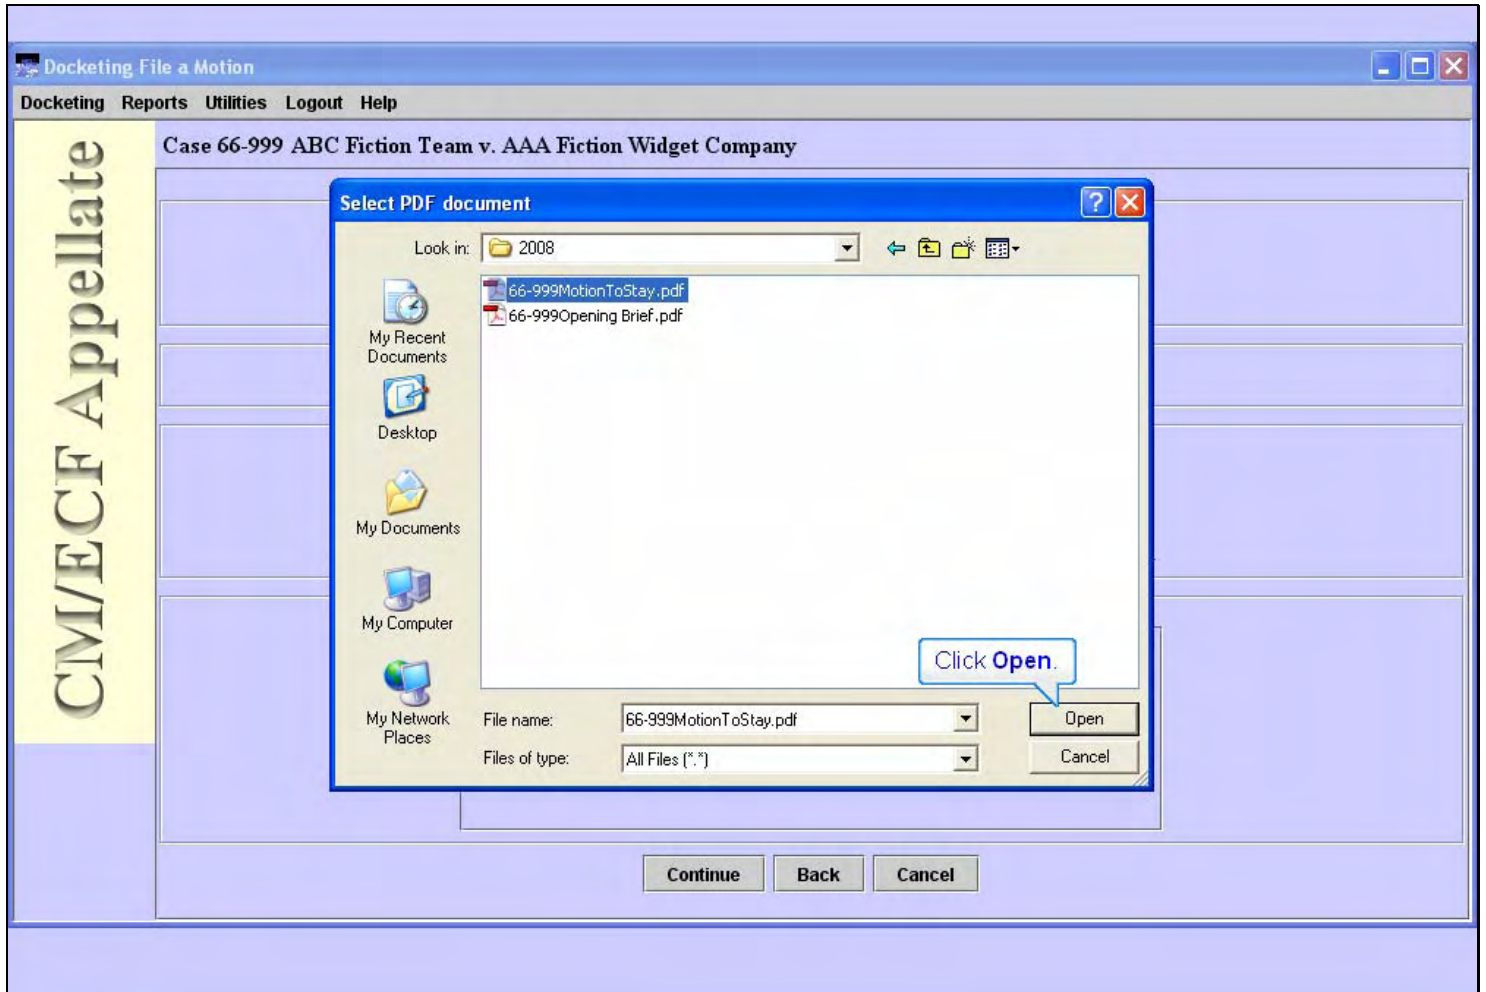 Docketing File a Motion
Docketing Reports Utilities Logout Help
CM/ECF Appellate
Case 66-999 ABC Fiction Team v. AAA Fiction Widget Company
Select PDF document
Look in: 2008
66-999MotionToStay.pdf
66-999Opening Brief.pdf
My Recent
Documents
Desktop
My Documents
My Computer
My Network
Places
Click Open.
File name: 66-999MotionToStay.pdf Open
Files of type: All Files (*.*) Cancel
Continue Back Cancel